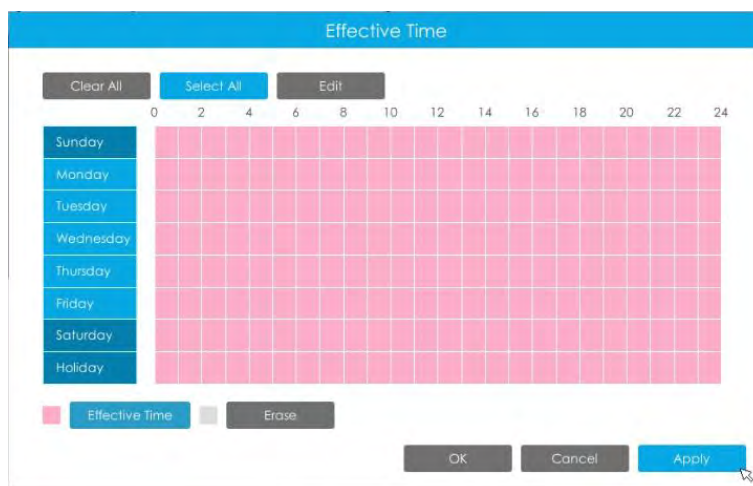 Effective Time
Clear All Select All Edit
0 2 4 6 8 10 12 14 16 18 20 22 24
Sunday
Monday
Tuesday
Wednesday
Thursday
Friday
Saturday
Holiday
Effective Time Erase
OK Cancel Apply